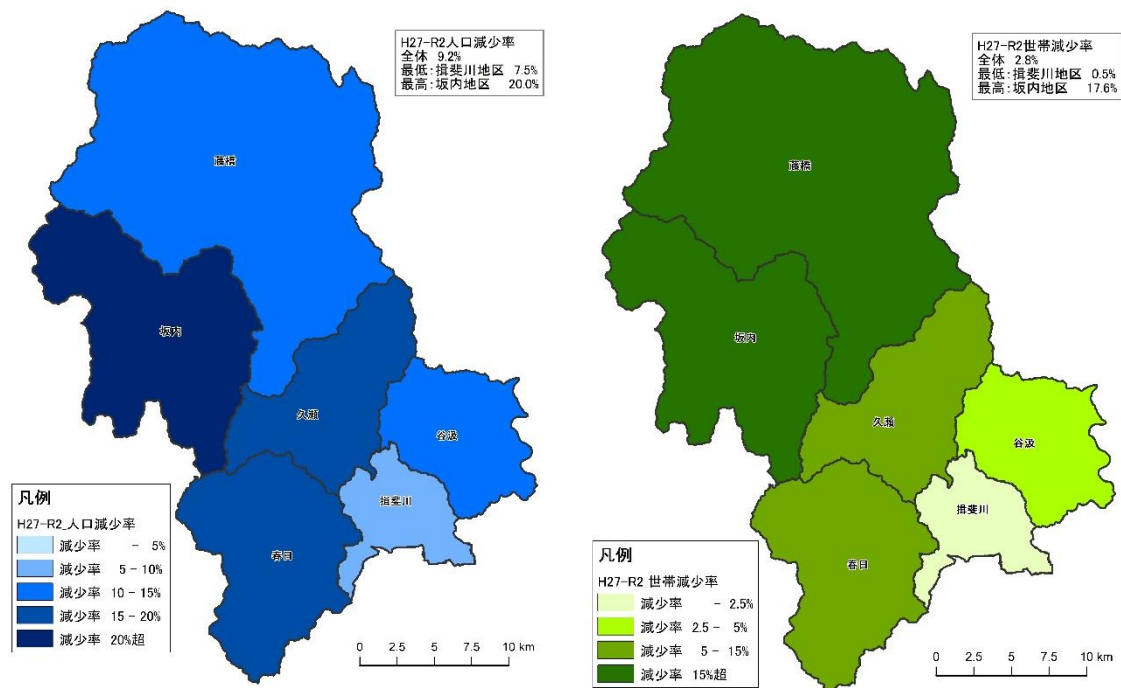 H27-R2人口減少率
全体 9.2%
最低:揖斐川地区 7.5%
最高:坂内地区 20.0%
藤橋
坂内
久瀬
谷汲
揖斐川
春日
凡例
H27-R2_人口減少率
減少率 - 5%
減少率 5 - 10%
減少率 10 - 15%
減少率 15 - 20%
減少率 20%超
0 2.5 5 10 km
H27-R2世帯減少率
全体 2.8%
最低:揖斐川地区 0.5%
最高:坂内地区 17.6%
藤橋
坂内
久瀬
谷汲
揖斐川
春日
凡例
H27-R2 世帯減少率
減少率 - 2.5%
減少率 2.5 - 5%
減少率 5 - 15%
減少率 15%超
0 2.5 5 10 km